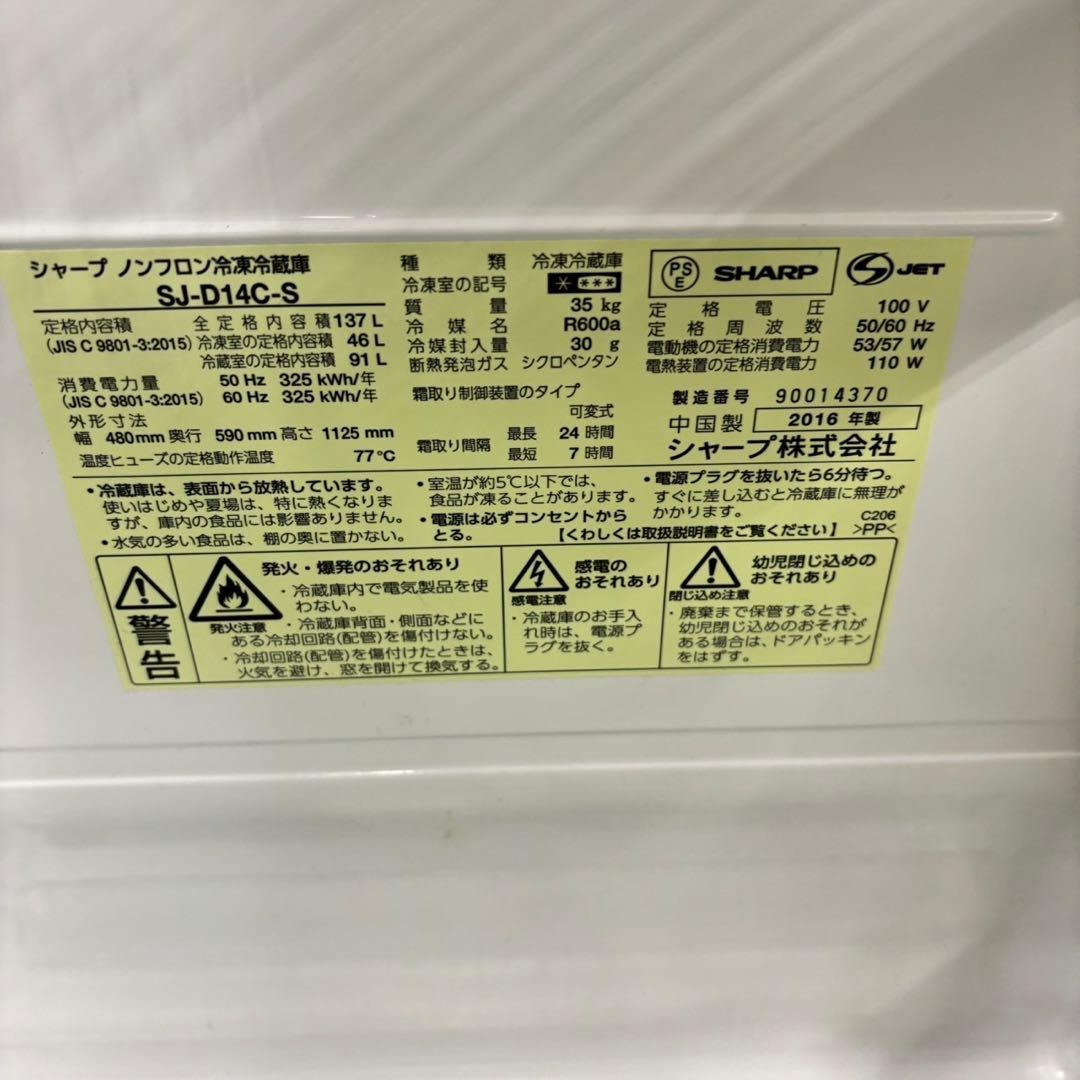 シャープ ノンフロン冷凍冷蔵庫
SJ-D14C-S
定格内容積 全定格内容積 137 L
(JIS C 9801-3:2015) 冷凍室の定格内容積 46 L
冷蔵室の定格内容積 91 L
消費電力量 50 Hz 325 kWh/年
(JIS C 9801-3:2015) 60 Hz 325 kWh/年
外形寸法
幅 480mm 奥行 590mm 高さ 1125 mm
温度ヒューズの定格動作温度 77℃
種類 冷凍冷蔵庫
冷凍室の記号 * ***
質量 35 kg
冷媒名 R600a
冷媒封入量 30 g
断熱発泡ガス シクロペンタン
霜取り制御装置のタイプ
可変式
霜取り間隔 最長 24 時間
最短 7 時間
PSE SHARP S JET
定格電圧 100 V
定格周波数 50/60 Hz
電動機の定格消費電力 53/57 W
電熱装置の定格消費電力 110 W
製造番号 90014370
中国製 2016 年製
シャープ株式会社
・冷蔵庫は、表面から放熱しています。
使いはじめや夏場は、特に熱くなりま
すが、庫内の食品には影響ありません。
・水気の多い食品は、棚の奥に置かない。
・室温が約5℃以下では、
食品が凍ることがあります。
・電源は必ずコンセントから
とる。
・電源プラグを抜いたら6分待つ。
すぐに差し込むと冷蔵庫に無理が
かかります。 C206
【くわしくは取扱説明書をご覧ください】 >PP<
警告
発火・爆発のおそれあり
発火注意
・冷蔵庫内で電気製品を使
わない。
・冷蔵庫背面・側面などに
ある冷却回路(配管)を傷付けない。
・冷却回路(配管)を傷付けたときは、
火気を避け、窓を開けて換気する。
感電の
おそれあり
感電注意
・冷蔵庫のお手入
れ時は、電源プ
ラグを抜く。
幼児閉じ込めの
おそれあり
閉じ込め注意
・廃棄まで保管するとき、
幼児閉じ込めのおそれが
ある場合は、ドアパッキン
をはずす。